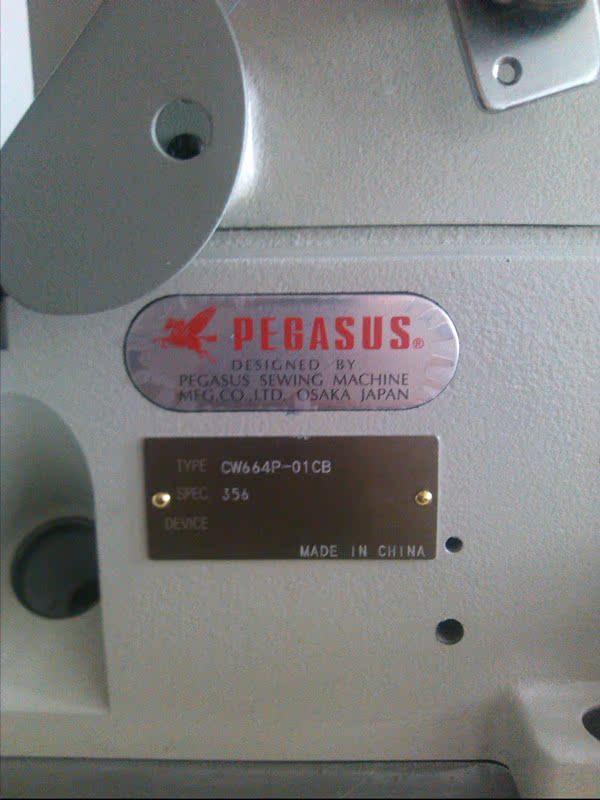 PEGASUS®
DESIGNED BY
PEGASUS SEWING MACHINE
MFG.CO.,LTD. OSAKA JAPAN
TYPE CW664P-01CB
SPEC. 356
DEVICE
MADE IN CHINA